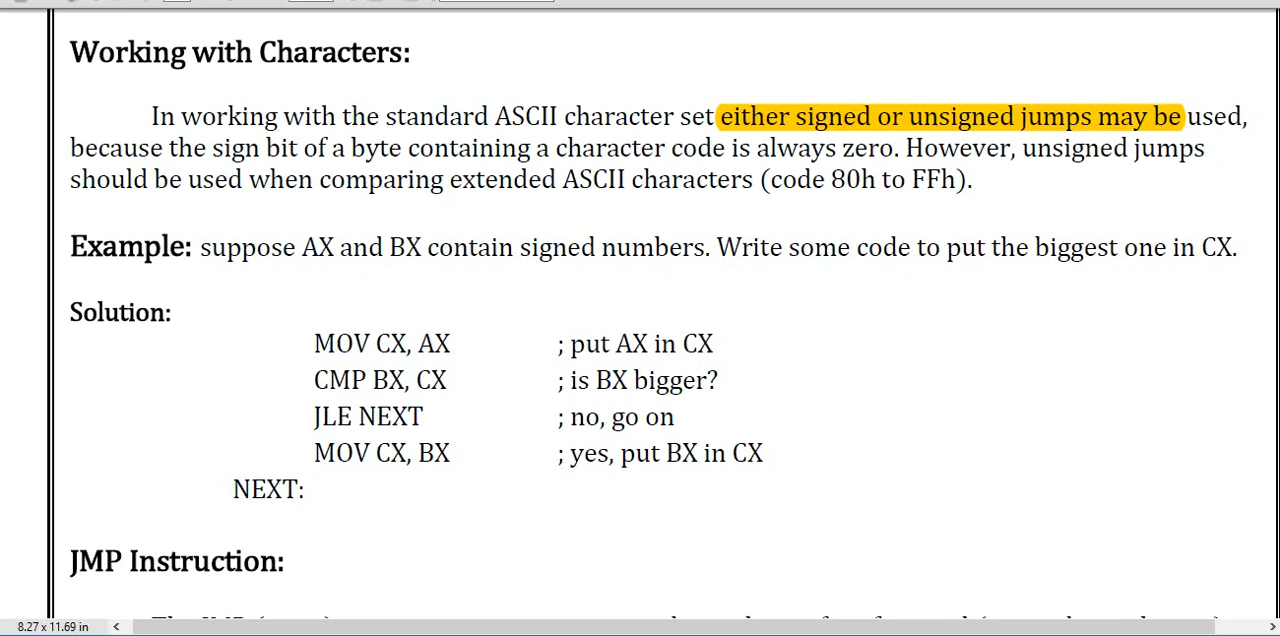 Working with Characters:
In working with the standard ASCII character set either signed or unsigned jumps may be used,
because the sign bit of a byte containing a character code is always zero. However, unsigned jumps
should be used when comparing extended ASCII characters (code 80h to FFh).
Example: suppose AX and BX contain signed numbers. Write some code to put the biggest one in CX.
Solution:
MOV CX, AX ; put AX in CX
CMP BX, CX ; is BX bigger?
JLE NEXT ; no, go on
MOV CX, BX ; yes, put BX in CX
NEXT:
JMP Instruction:
8.27 x 11.69 in